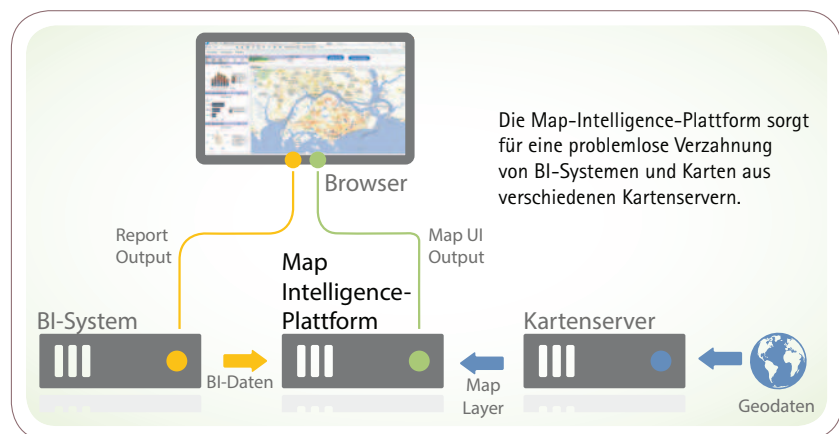 Die Map-Intelligence-Plattform sorgt
für eine problemlose Verzahnung
von BI-Systemen und Karten aus
verschiedenen Kartenservern.
Browser
Report
Output
Map UI
Output
Map
Intelligence-
Plattform
BI-System
Kartenserver
BI-Daten
Map
Layer
Geodaten